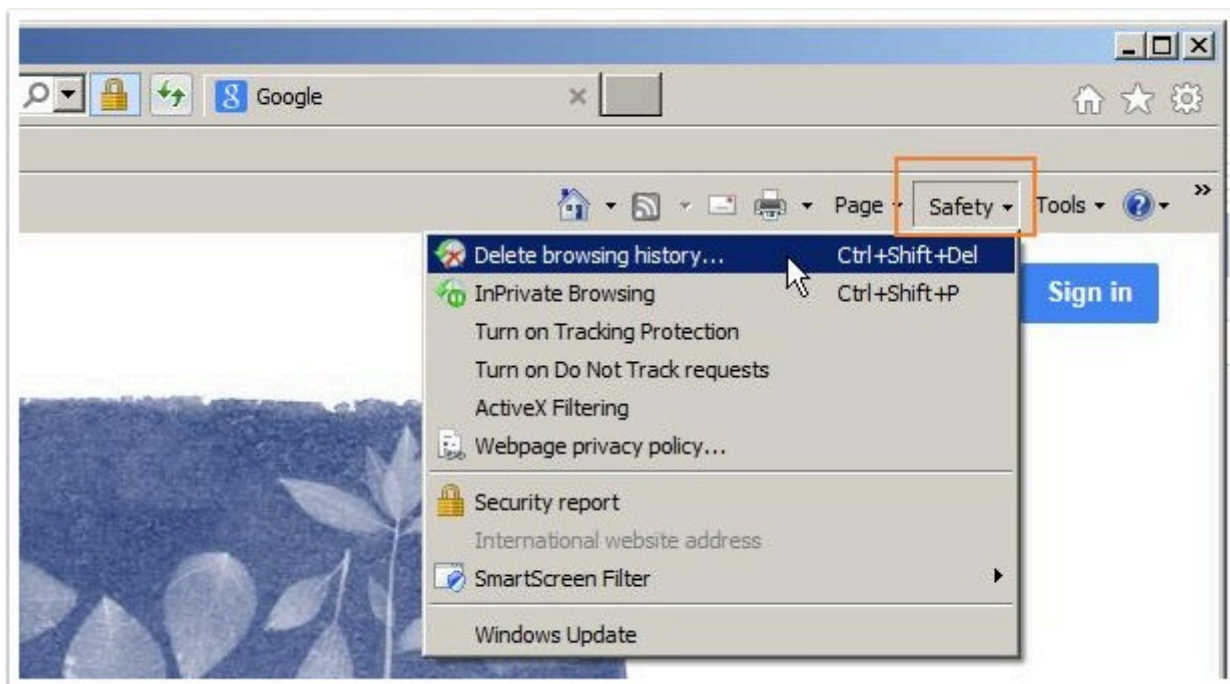 Google
Page
Safety
Tools
Delete browsing history... Ctrl+Shift+Del
InPrivate Browsing Ctrl+Shift+P
Sign in
Turn on Tracking Protection
Turn on Do Not Track requests
ActiveX Filtering
Webpage privacy policy...
Security report
International website address
SmartScreen Filter
Windows Update